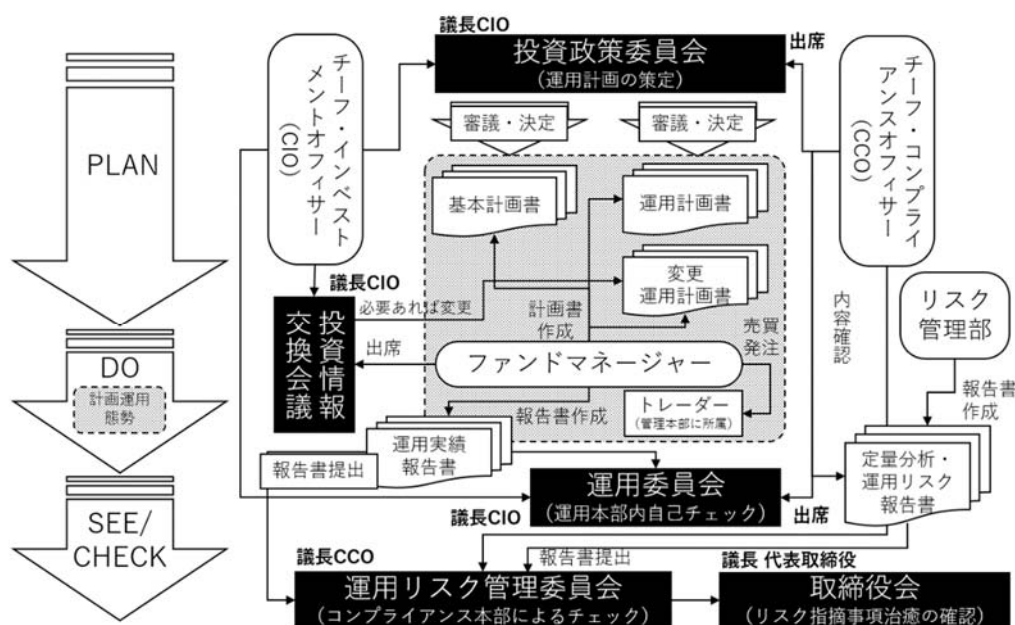 議長CIO
投資政策委員会
(運用計画の策定)
出席
チーフ・インベスト
メントオフィサー
(CIO)
チーフ・コンプライ
アンスオフィサー
(CCO)
PLAN
審議・決定
審議・決定
基本計画書
運用計画書
変更
運用計画書
議長CIO
必要あれば変更
計画書
作成
投資情報
交換会議
出席
ファンドマネージャー
売買
発注
内容確認
リスク
管理部
DO
計画運用
態勢
報告書作成
トレーダー
(管理本部に所属)
報告書
作成
運用実績
報告書
報告書提出
定量分析・
運用リスク
報告書
運用委員会
(運用本部内自己チェック)
議長CIO
出席
SEE/
CHECK
報告書提出
議長CCO
運用リスク管理委員会
(コンプライアンス本部によるチェック)
議長 代表取締役
取締役会
(リスク指摘事項治癒の確認)